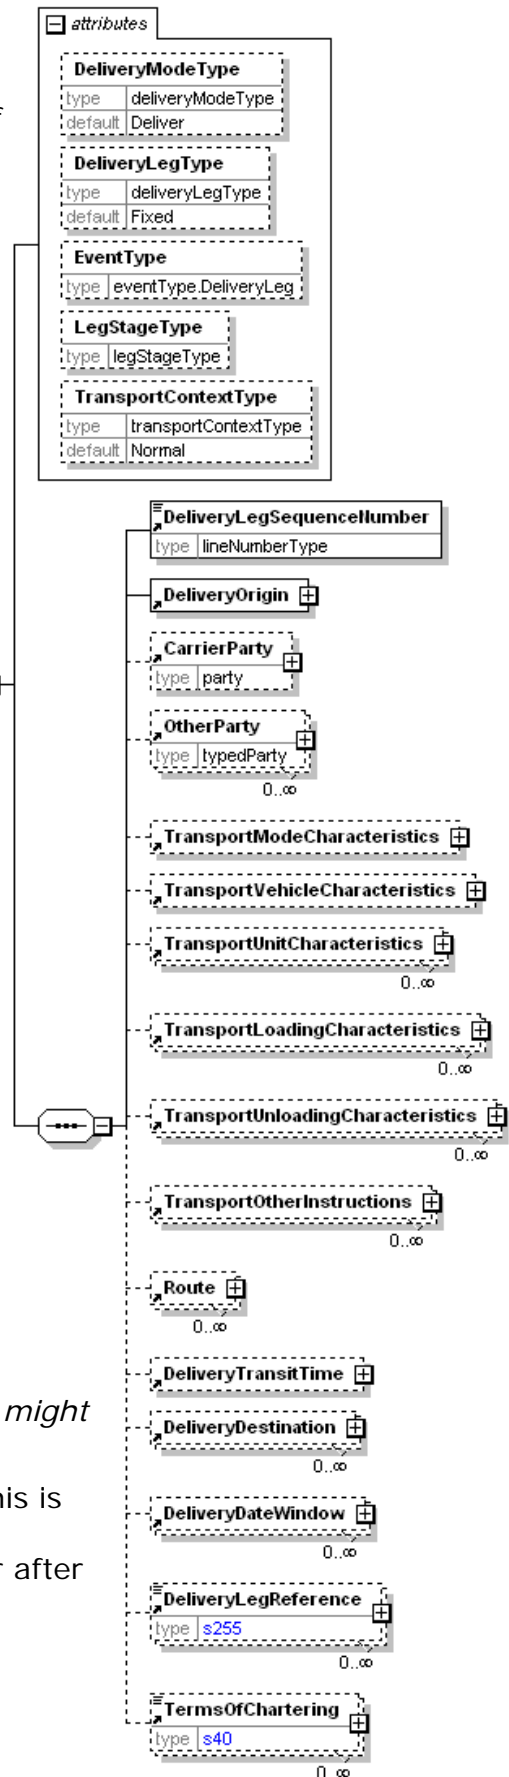 attributes
DeliveryModeType
type deliveryModeType
default Deliver
DeliveryLegType
type deliveryLegType
default Fixed
EventType
type eventType.DeliveryLeg
LegStageType
type legStageType
TransportContextType
type transportContextType
default Normal
DeliveryLegSequenceNumber
type lineNumberType
DeliveryOrigin
CarrierParty
type party
OtherParty
type typedParty
0..∞
TransportModeCharacteristics
TransportVehicleCharacteristics
TransportUnitCharacteristics
0..∞
TransportLoadingCharacteristics
0..∞
TransportUnloadingCharacteristics
0..∞
TransportOtherInstructions
0..∞
Route
0..∞
DeliveryTransitTime
might
DeliveryDestination
0..∞
is
DeliveryDateWindow
0..∞
after
DeliveryLegReference
type s255
0..∞
TermsOfChartering
type s40
0..∞